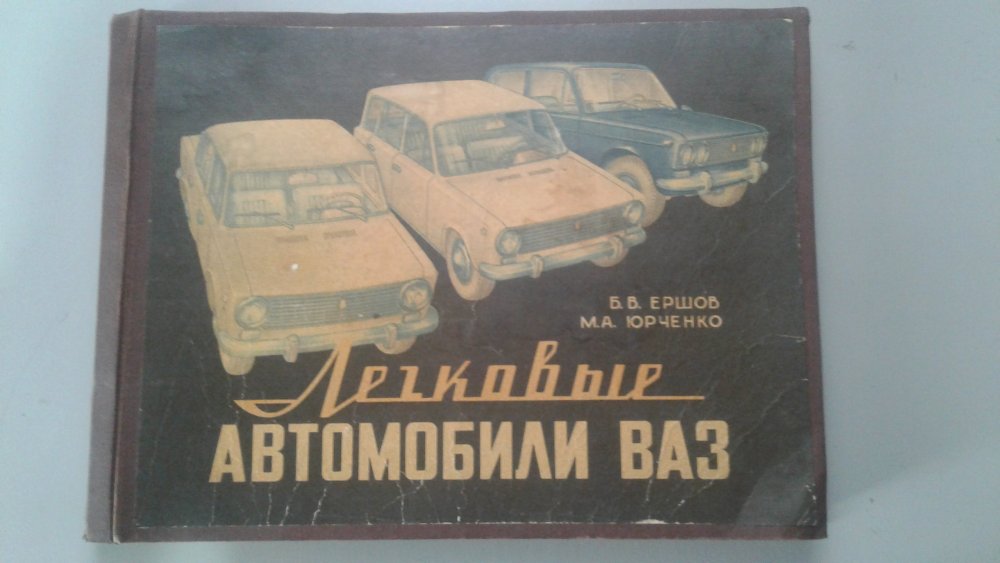 Б. В. ЕРШОВ
М.А. ЮРЧЕНКО
Легковые
АВТОМОБИЛИ ВАЗ